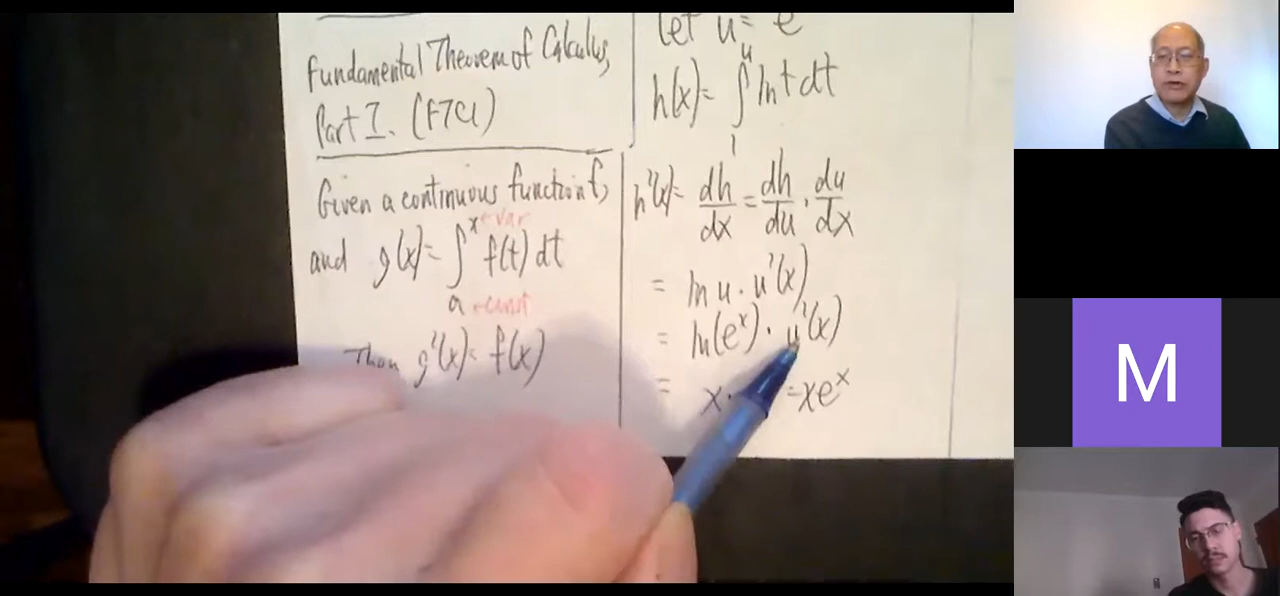 Fundamental Theorem of Calculus,
Part I. (FTC1)
Given a continuous function f,
x ←var
and g(x)= ∫ f(t) dt
a ←const
Then g'(x)= f(x)
let u= e
u
h(x)= ∫ ln t dt
1
h'(x)= dh/dx = dh/du · du/dx
= ln u · u'(x)
= ln(e^x) · u'(x)
= x· =xe^x
M